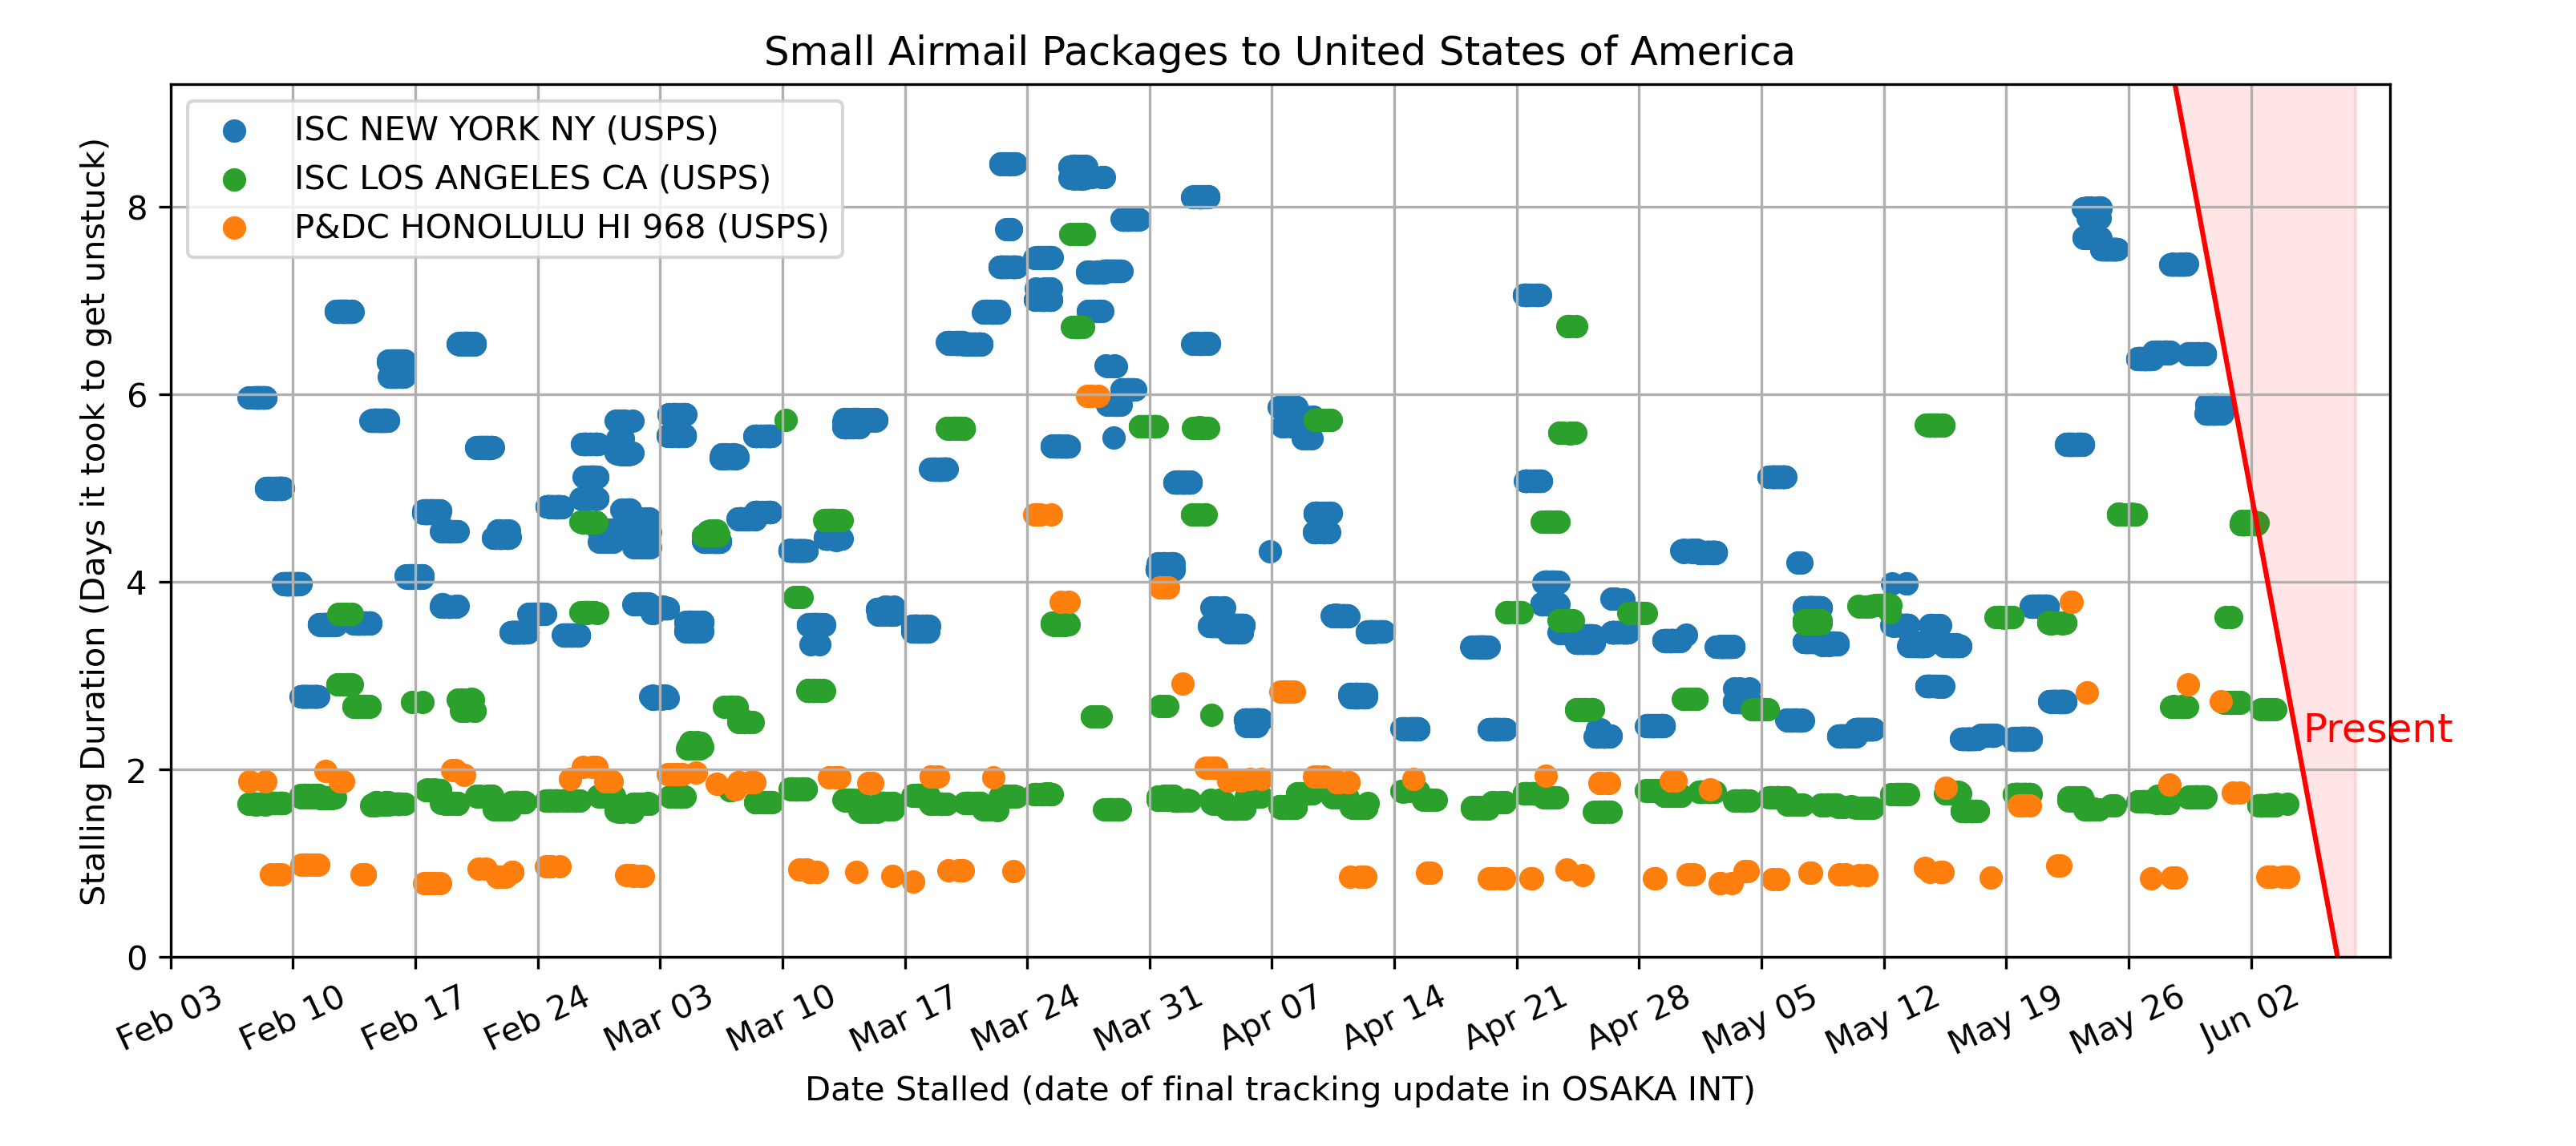 Small Airmail Packages to United States of America
ISC NEW YORK NY (USPS)
ISC LOS ANGELES CA (USPS)
P&DC HONOLULU HI 968 (USPS)
Stalling Duration (Days it took to get unstuck)
8
6
4
2
0
Present
Feb 03
Feb 10
Feb 17
Feb 24
Mar 03
Mar 10
Mar 17
Mar 24
Mar 31
Apr 07
Apr 14
Apr 21
Apr 28
May 05
May 12
May 19
May 26
Jun 02
Date Stalled (date of final tracking update in OSAKA INT)